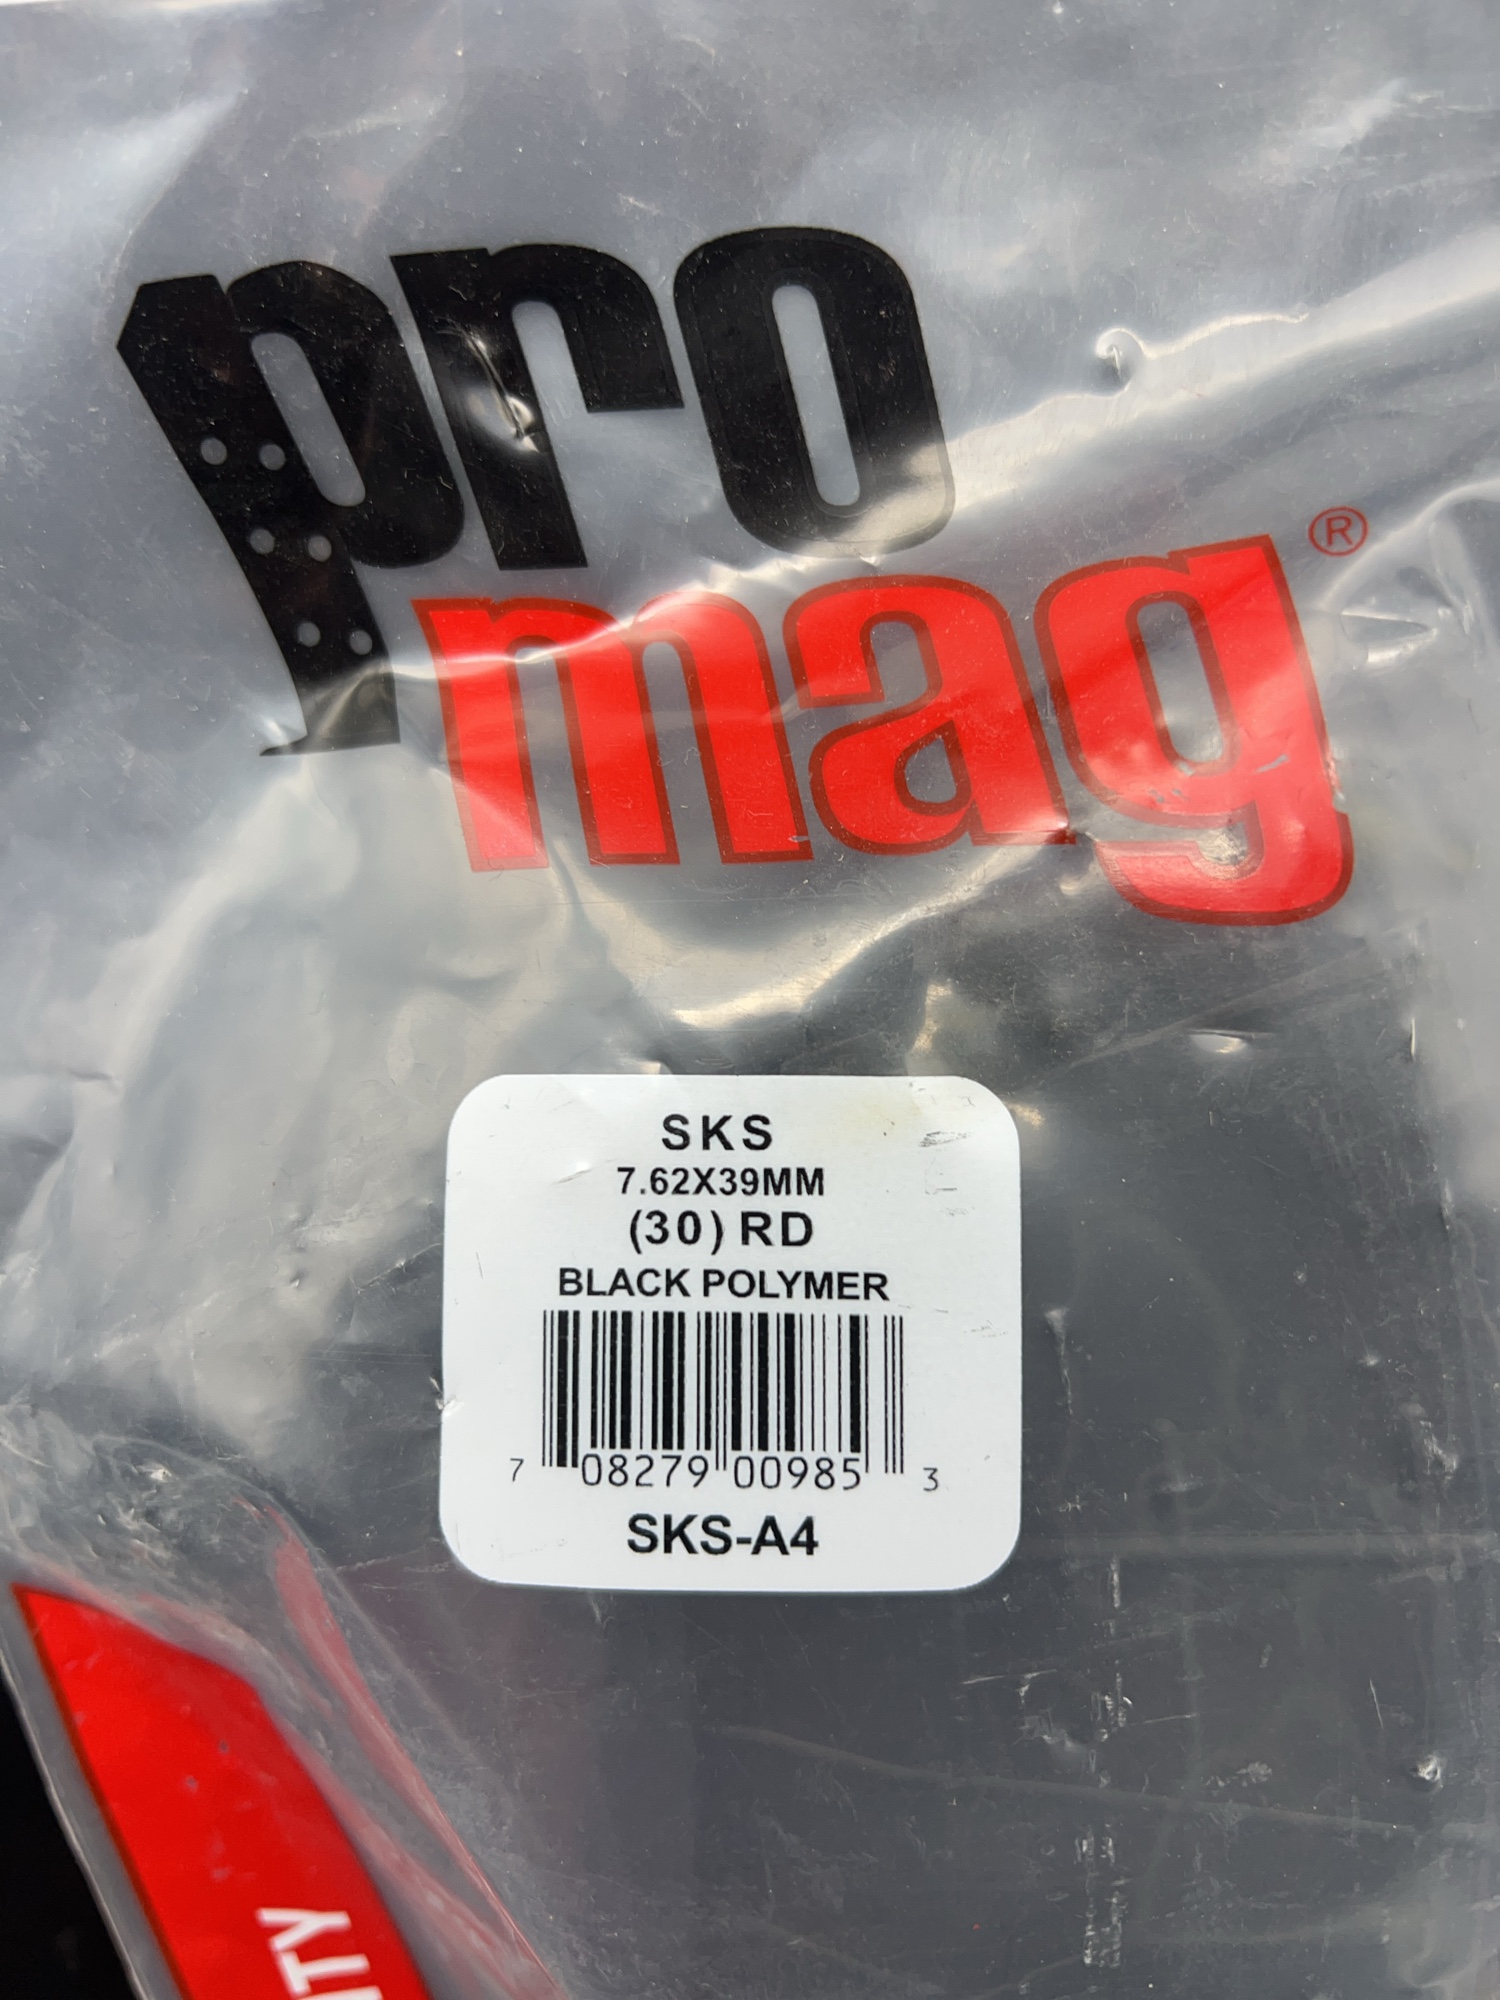 pro
mag®
SKS
7.62X39MM
(30) RD
BLACK POLYMER
7 08279 00985 3
SKS-A4